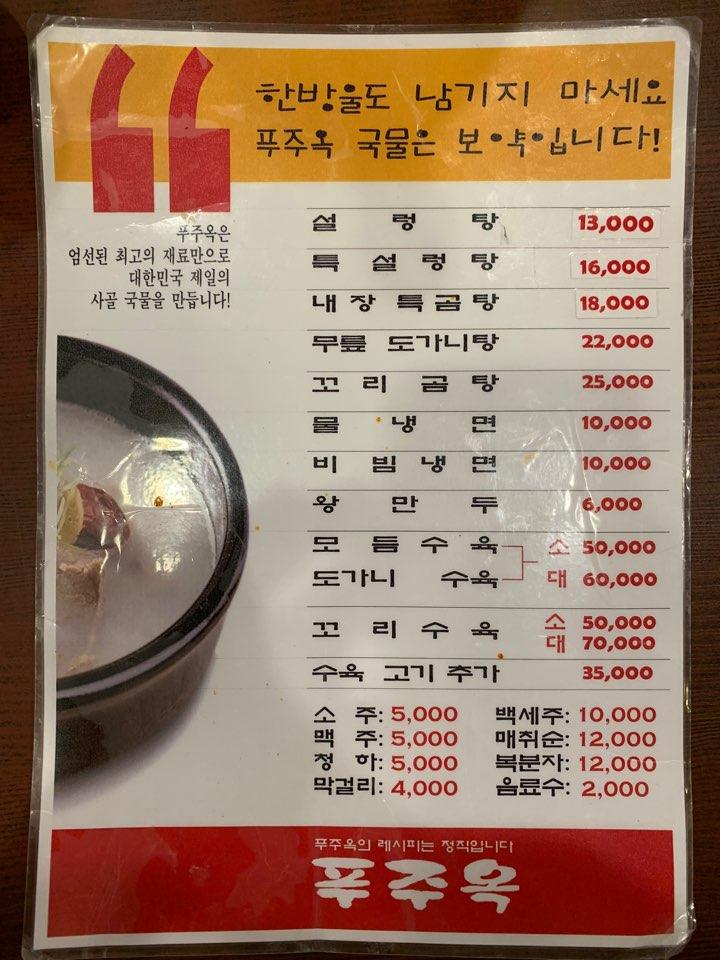 한방울도 남기지 마세요
푸주옥 국물은 보•약•입니다!
푸주옥은
엄선된 최고의 재료만으로
대한민국 제일의
사골 국물을 만듭니다!
설렁탕 13,000
특설렁탕 16,000
내장특곰탕 18,000
무릎 도가니탕 22,000
꼬리곰탕 25,000
물냉면 10,000
비빔냉면 10,000
왕만두 6,000
모듬수육 소 50,000
도가니 수육 대 60,000
꼬리수육 소 50,000
대 70,000
수육 고기 추가 35,000
소주: 5,000 백세주: 10,000
맥주: 5,000 매취순: 12,000
청하: 5,000 복분자: 12,000
막걸리: 4,000 음료수: 2,000
푸주옥의 레시피는 정직입니다
푸주옥